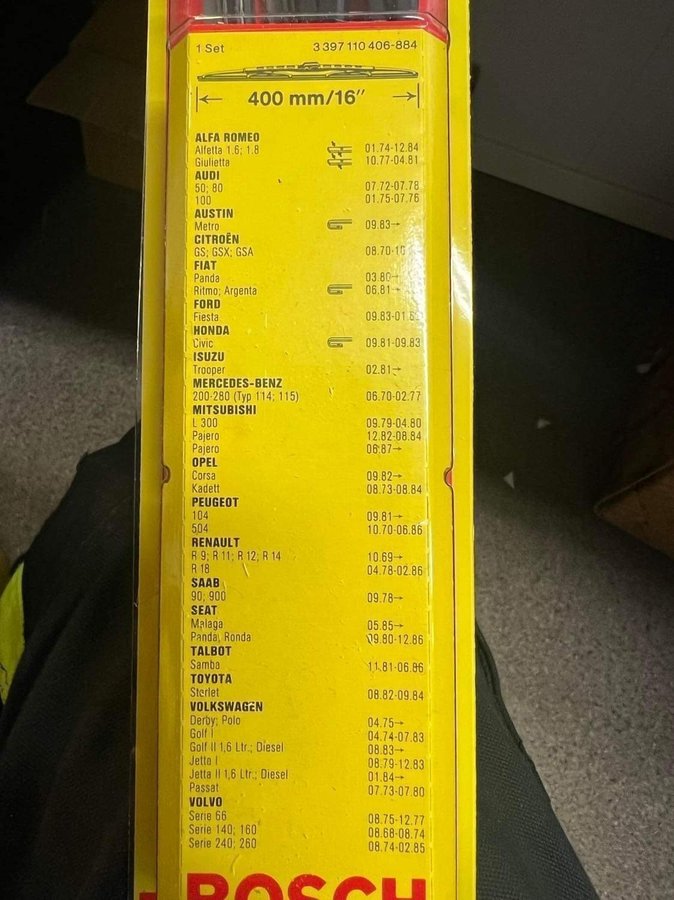 1 Set 3 397 110 406-884
400 mm/16″
ALFA ROMEO
Alfetta 1.6; 1.8 01.74-12.84
Giulietta 10.77-04.81
AUDI
50; 80 07.72-07.78
100 01.75-07.76
AUSTIN
Metro 09.83→
CITROËN
GS; GSX; GSA 08.70-10
FIAT
Panda 03.80→
Ritmo; Argenta 06.81→
FORD
Fiesta 09.83-01.
HONDA
Civic 09.81-09.83
ISUZU
Trooper 02.81→
MERCEDES-BENZ
200-280 (Typ 114; 115) 06.70-02.77
MITSUBISHI
L 300 09.79-04.80
Pajero 12.82-08.84
Pajero 06.87→
OPEL
Corsa 09.82→
Kadett 08.73-08.84
PEUGEOT
104 09.81→
504 10.70-06.86
RENAULT
R 9; R 11; R 12; R 14 10.69→
R 18 04.78-02.86
SAAB
90; 900 09.78→
SEAT
Malaga 05.85→
Panda; Ronda 09.80-12.86
TALBOT
Samba 11.81-06.86
TOYOTA
Starlet 08.82-09.84
VOLKSWAGEN
Derby; Polo 04.75→
Golf I 04.74-07.83
Golf II 1,6 Ltr.; Diesel 08.83→
Jetta I 08.79-12.83
Jetta II 1,6 Ltr.; Diesel 01.84→
Passat 07.73-07.80
VOLVO
Serie 66 08.75-12.77
Serie 140; 160 08.68-08.74
Serie 240; 260 08.74-02.85
BOSCH